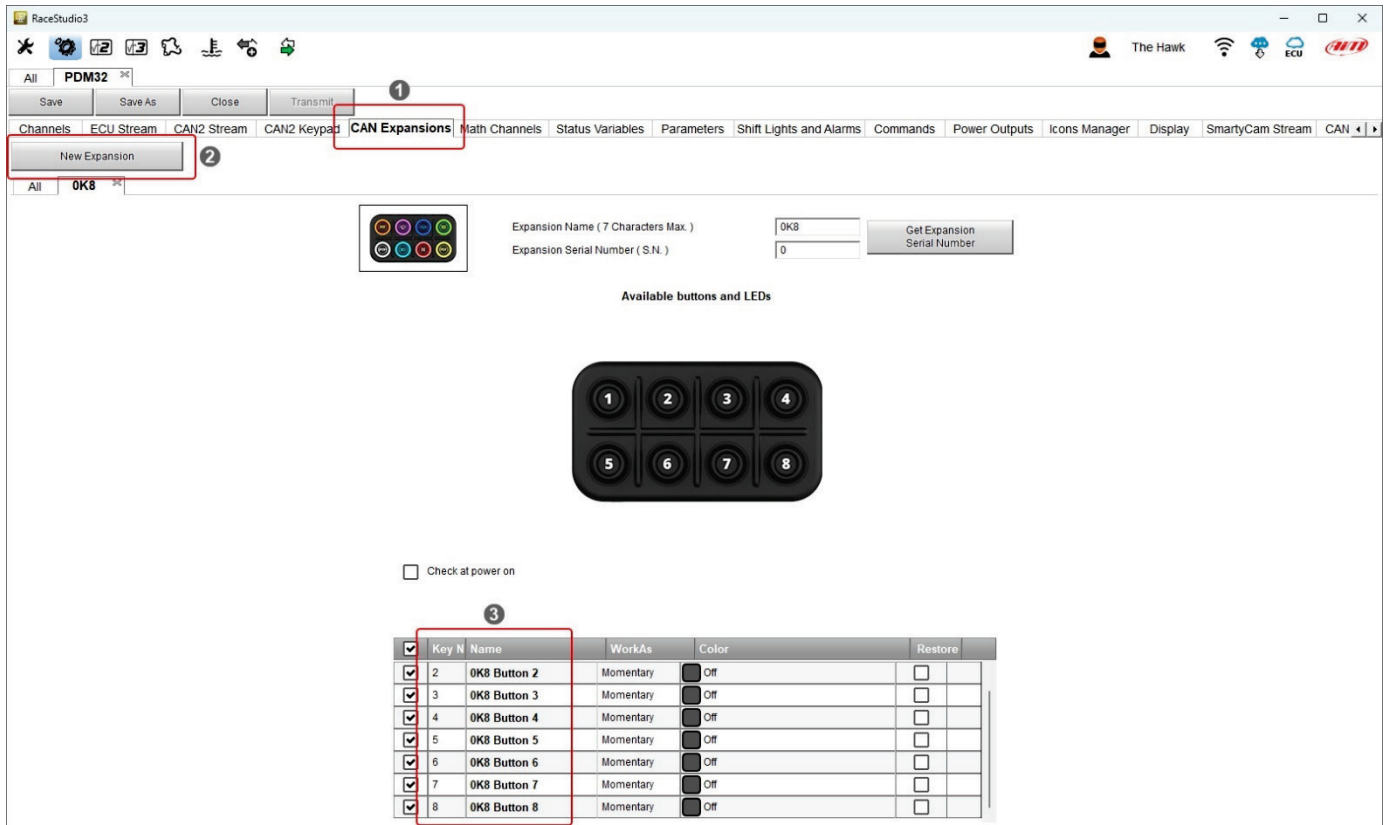 RaceStudio3
The Hawk
ECU
AiM
All PDM32
Save Save As Close Transmit
1
Channels ECU Stream CAN2 Stream CAN2 Keypad CAN Expansions Math Channels Status Variables Parameters Shift Lights and Alarms Commands Power Outputs Icons Manager Display SmartyCam Stream CAN
New Expansion
2
All 0K8
Expansion Name ( 7 Characters Max. ) 0K8
Expansion Serial Number ( S.N. ) 0
Get Expansion
Serial Number
Available buttons and LEDs
1 2 3 4
5 6 7 8
Check at power on
3
Key N Name WorkAs Color Restore
2 0K8 Button 2 Momentary Off
3 0K8 Button 3 Momentary Off
4 0K8 Button 4 Momentary Off
5 0K8 Button 5 Momentary Off
6 0K8 Button 6 Momentary Off
7 0K8 Button 7 Momentary Off
8 0K8 Button 8 Momentary Off